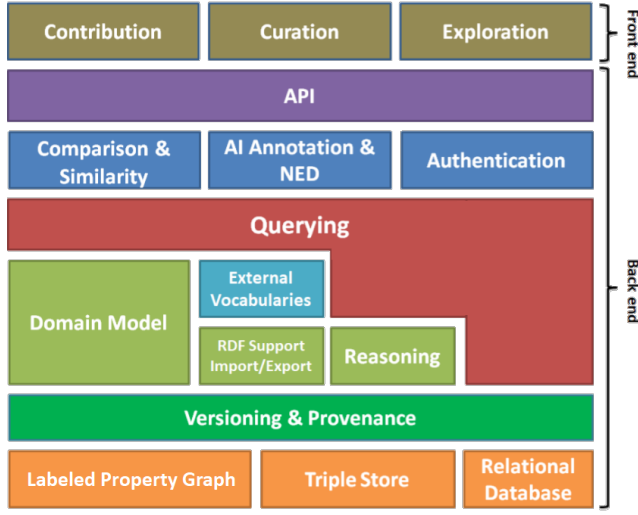 Contribution
Curation
Exploration
Front end
API
Comparison &
Similarity
AI Annotation &
NED
Authentication
Querying
External
Vocabularies
Domain Model
RDF Support
Import/Export
Reasoning
Back end
Versioning & Provenance
Labeled Property Graph
Triple Store
Relational
Database